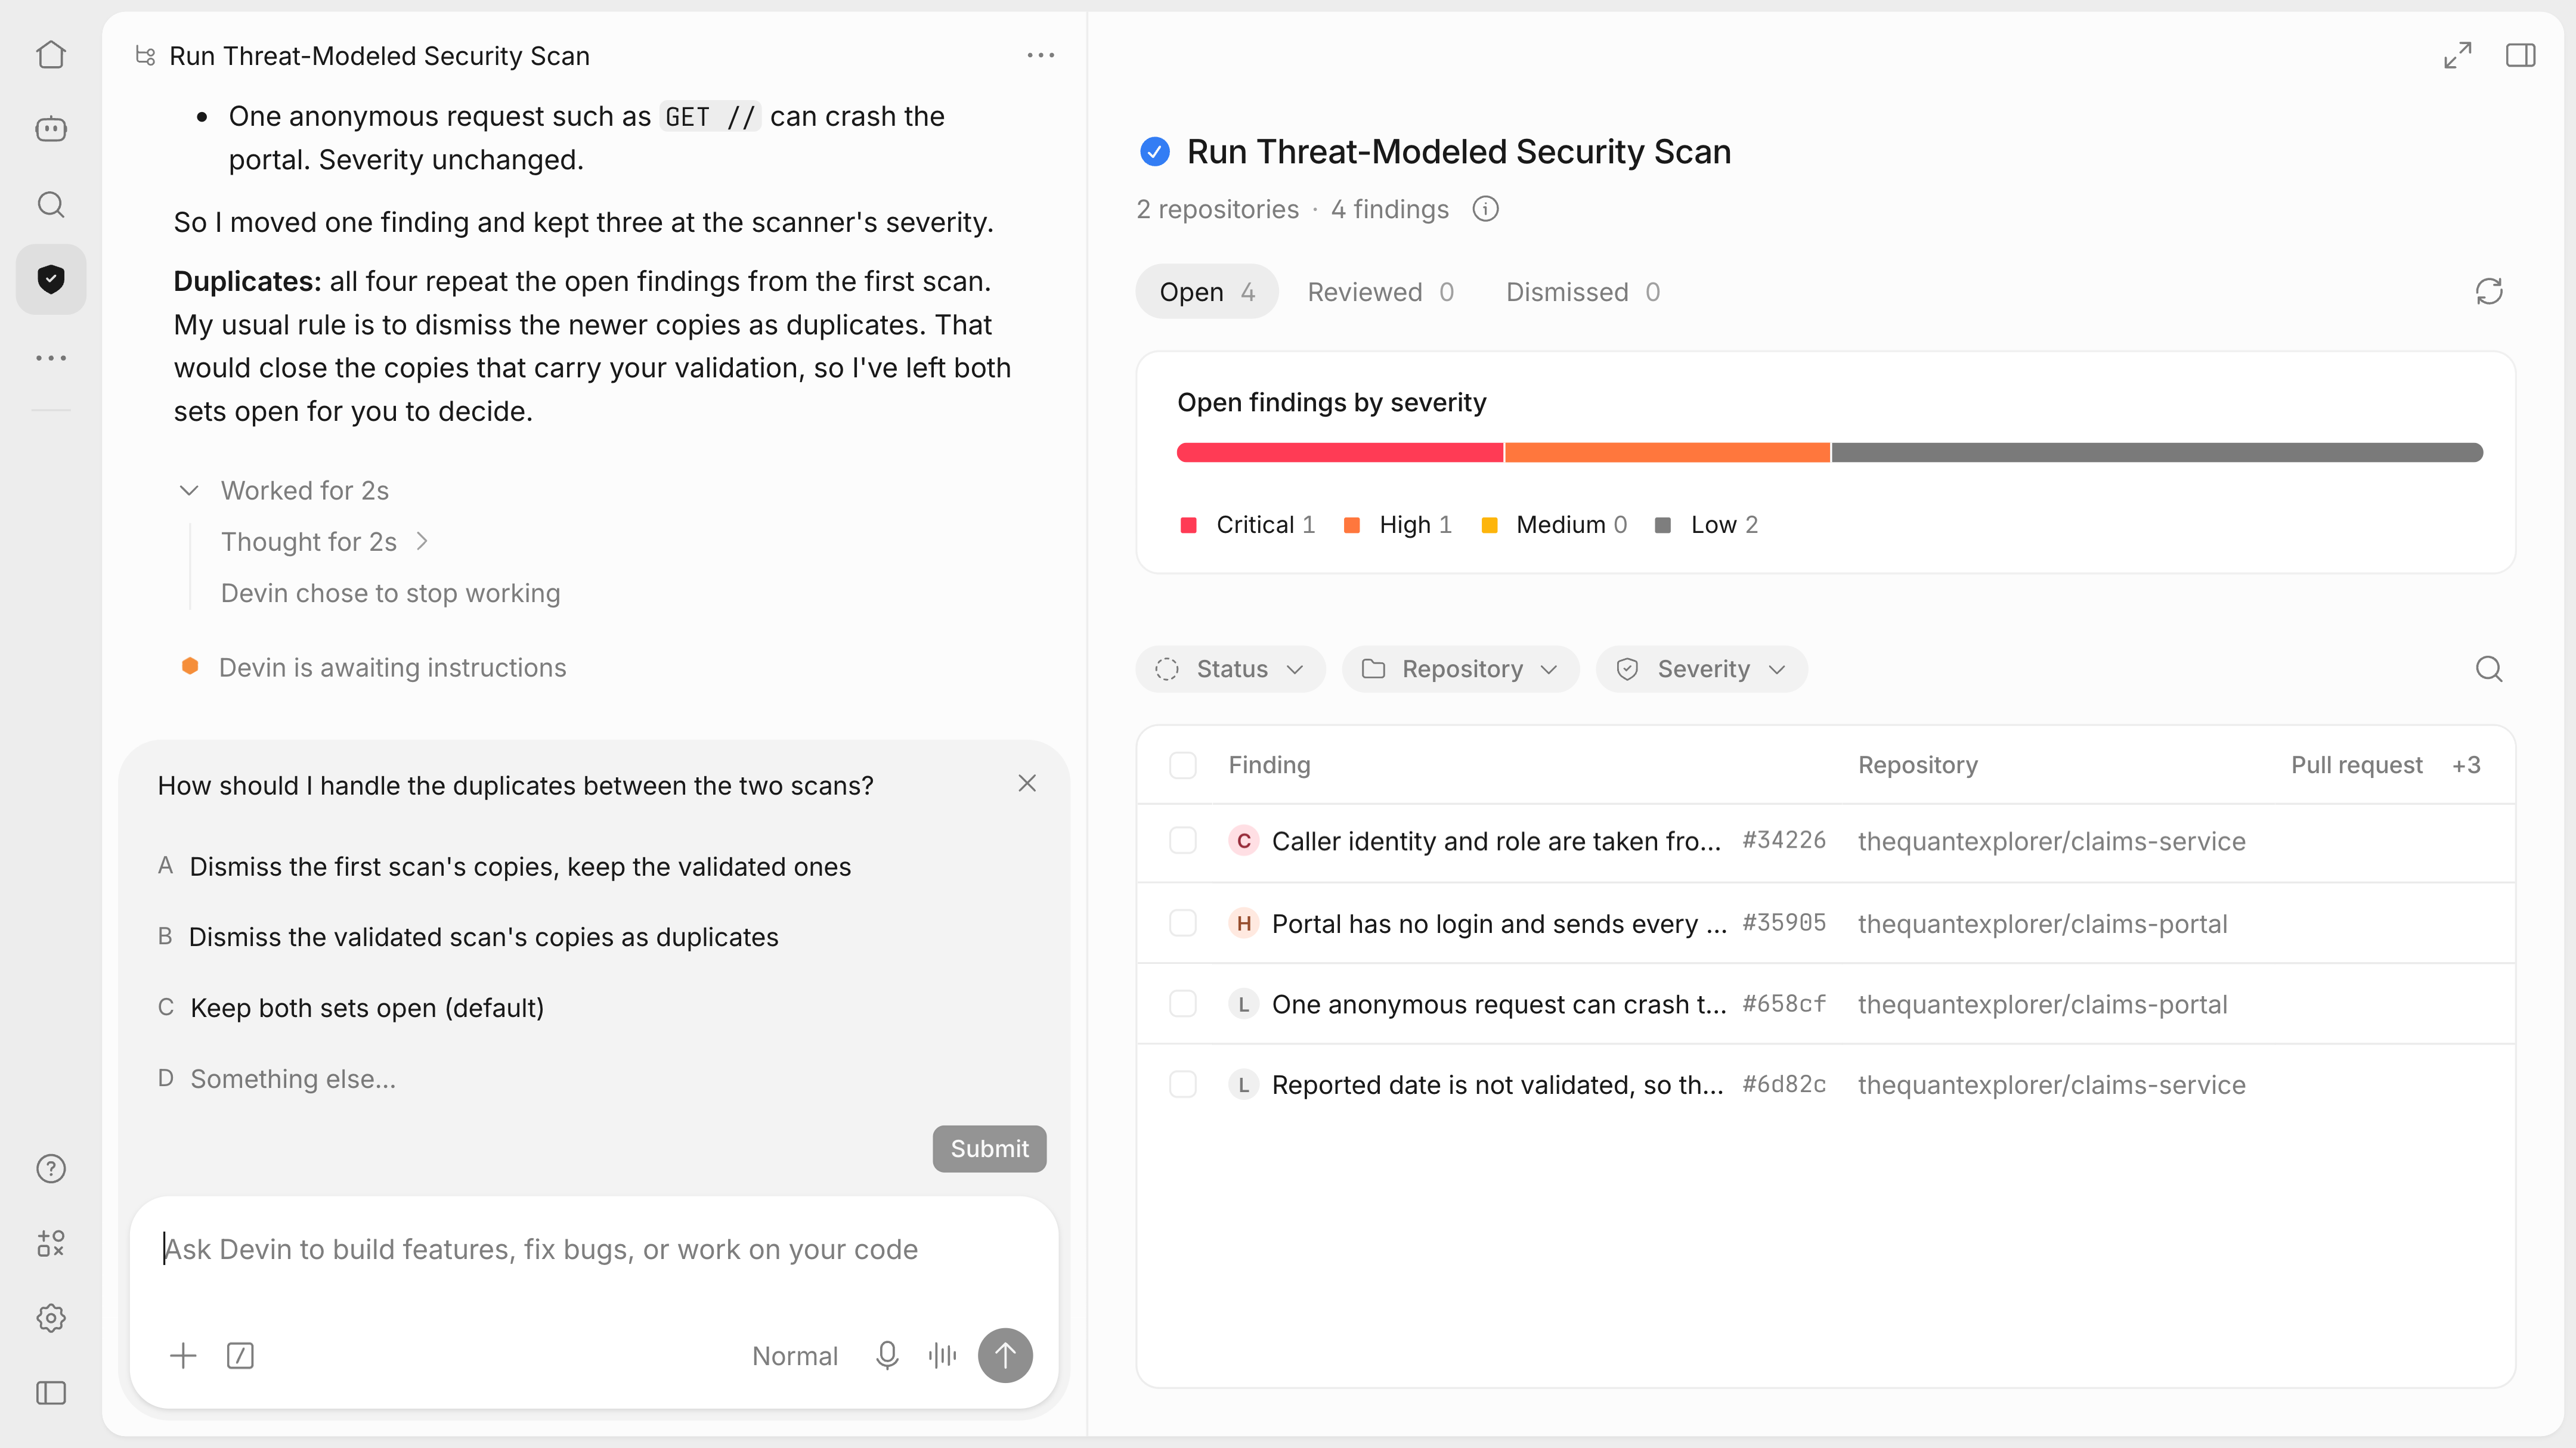 Run Threat-Modeled Security Scan
• One anonymous request such as GET // can crash the
portal. Severity unchanged.
So I moved one finding and kept three at the scanner's severity.
Duplicates: all four repeat the open findings from the first scan.
My usual rule is to dismiss the newer copies as duplicates. That
would close the copies that carry your validation, so I've left both
sets open for you to decide.
Worked for 2s
Thought for 2s
Devin chose to stop working
Devin is awaiting instructions
How should I handle the duplicates between the two scans?
A Dismiss the first scan's copies, keep the validated ones
B Dismiss the validated scan's copies as duplicates
C Keep both sets open (default)
D Something else...
Submit
Ask Devin to build features, fix bugs, or work on your code
Normal
Run Threat-Modeled Security Scan
2 repositories · 4 findings
Open 4 Reviewed 0 Dismissed 0
Open findings by severity
Critical 1 High 1 Medium 0 Low 2
Status Repository Severity
Finding Repository Pull request +3
C Caller identity and role are taken fro... #34226 thequantexplorer/claims-service
H Portal has no login and sends every ... #35905 thequantexplorer/claims-portal
L One anonymous request can crash t... #658cf thequantexplorer/claims-portal
L Reported date is not validated, so th... #6d82c thequantexplorer/claims-service